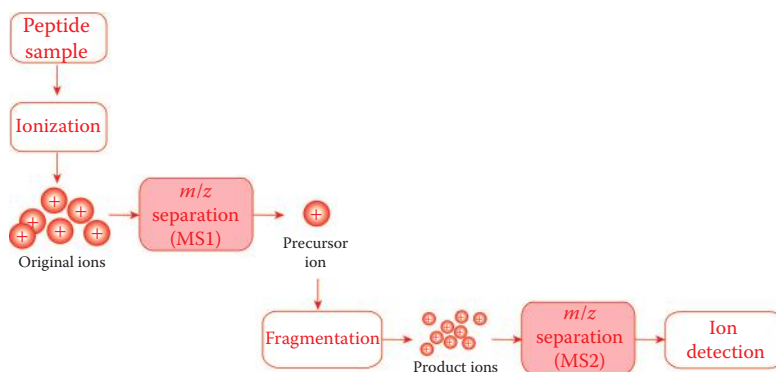 Peptide
sample
Ionization
+ + + + + +
Original ions
m/z
separation
(MS1)
+
Precursor
ion
Fragmentation
+ + + + + + + +
Product ions
m/z
separation
(MS2)
Ion
detection